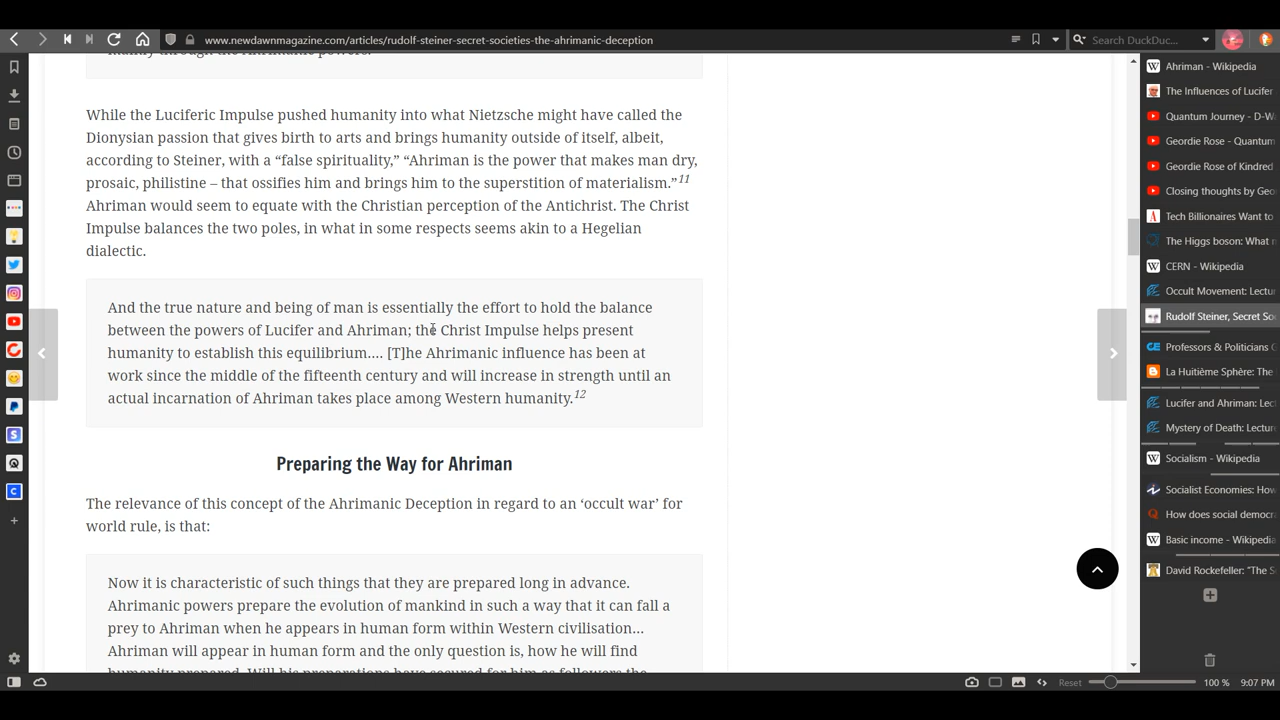 www.newdawnmagazine.com/articles/rudolf-steiner-secret-societies-the-ahrimanic-deception
Search DuckDuc...
While the Luciferic Impulse pushed humanity into what Nietzsche might have called the
Dionysian passion that gives birth to arts and brings humanity outside of itself, albeit,
according to Steiner, with a “false spirituality,” “Ahriman is the power that makes man dry,
prosaic, philistine – that ossifies him and brings him to the superstition of materialism.”11
Ahriman would seem to equate with the Christian perception of the Antichrist. The Christ
Impulse balances the two poles, in what in some respects seems akin to a Hegelian
dialectic.
And the true nature and being of man is essentially the effort to hold the balance
between the powers of Lucifer and Ahriman; the Christ Impulse helps present
humanity to establish this equilibrium.... [T]he Ahrimanic influence has been at
work since the middle of the fifteenth century and will increase in strength until an
actual incarnation of Ahriman takes place among Western humanity.12
Preparing the Way for Ahriman
The relevance of this concept of the Ahrimanic Deception in regard to an ‘occult war’ for
world rule, is that:
Now it is characteristic of such things that they are prepared long in advance.
Ahrimanic powers prepare the evolution of mankind in such a way that it can fall a
prey to Ahriman when he appears in human form within Western civilisation...
Ahriman will appear in human form and the only question is, how he will find
humanity prepared. Will his preparations have secured for him as followers the
Ahriman - Wikipedia
The Influences of Lucifer
Quantum Journey - D-W
Geordie Rose - Quantum
Geordie Rose of Kindred
Closing thoughts by Geo
Tech Billionaires Want to
The Higgs boson: What m
CERN - Wikipedia
Occult Movement: Lectu
Rudolf Steiner, Secret So
Professors & Politicians G
La Huitième Sphère: The
Lucifer and Ahriman: Lec
Mystery of Death: Lecture
Socialism - Wikipedia
Socialist Economies: How
How does social democr
Basic income - Wikipedia
David Rockefeller: "The S
Reset
100 %
9:07 PM